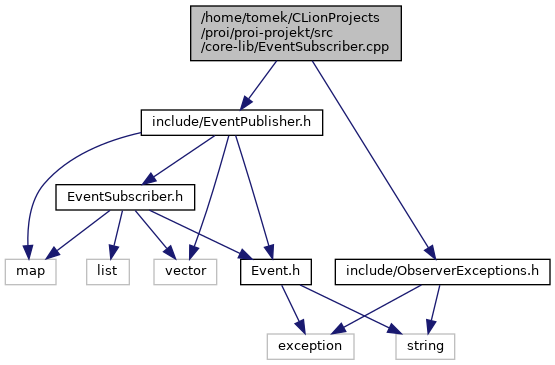 /home/tomek/CLionProjects
/proi/proi-projekt/src
/core-lib/EventSubscriber.cpp
include/EventPublisher.h
EventSubscriber.h
map
list
vector
Event.h
include/ObserverExceptions.h
exception
string